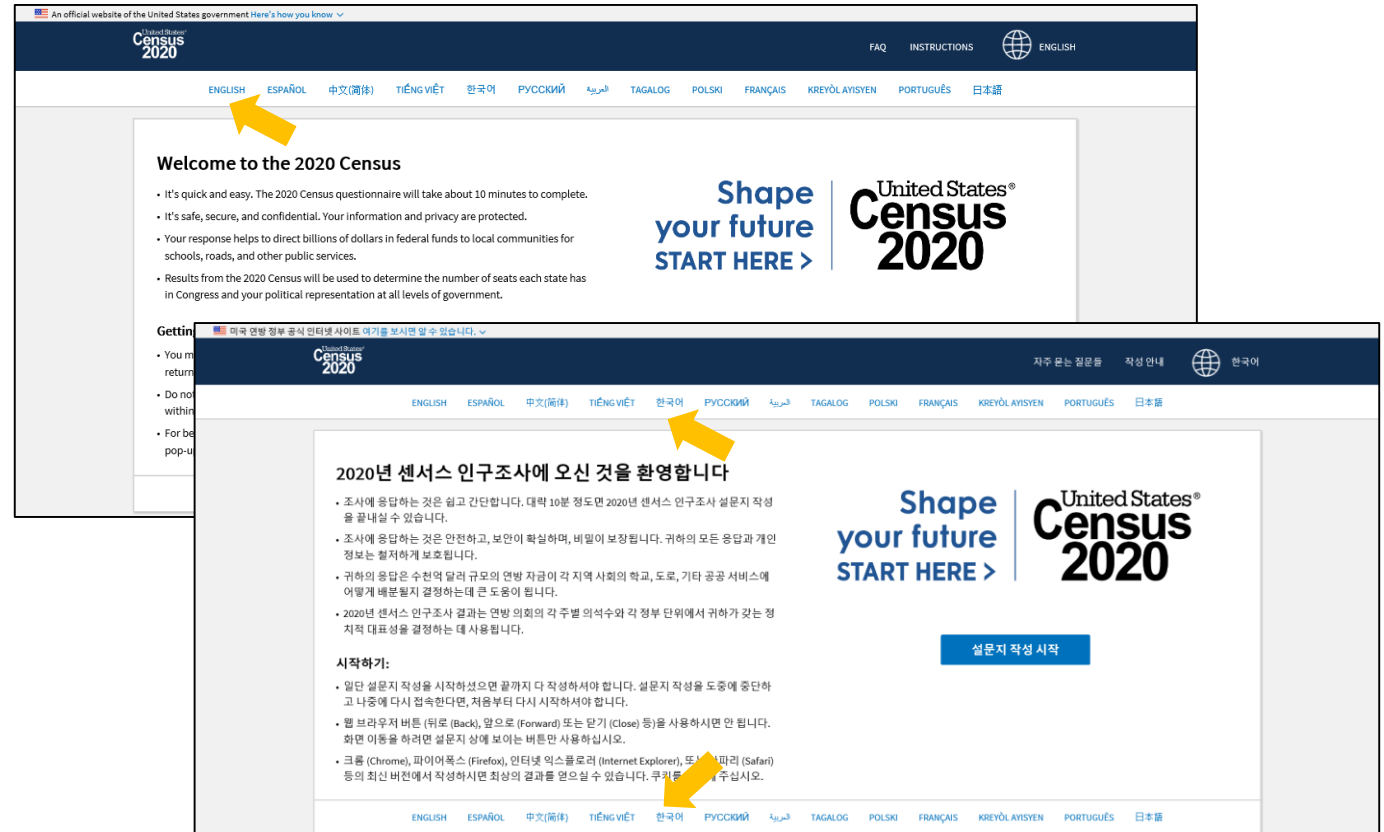 An official website of the United States government Here's how you know
United States®
Census
2020
FAQ INSTRUCTIONS ENGLISH
ENGLISH ESPAÑOL 中文(简体) TIẾNG VIỆT 한국어 РУССКИЙ العربية TAGALOG POLSKI FRANÇAIS KREYÒL AYISYEN PORTUGUÊS 日本語
Welcome to the 2020 Census
• It's quick and easy. The 2020 Census questionnaire will take about 10 minutes to complete.
• It's safe, secure, and confidential. Your information and privacy are protected.
• Your response helps to direct billions of dollars in federal funds to local communities for
schools, roads, and other public services.
• Results from the 2020 Census will be used to determine the number of seats each state has
in Congress and your political representation at all levels of government.
Shape
your future
START HERE >
United States®
Census
2020
• You
return
• Do not
within
• For
미국 연방 정부 공식 인터넷 사이트 여기를 보시면 알 수 있습니다.
United States®
Census
2020
자주 묻는 질문들 작성 안내 한국어
ENGLISH ESPAÑOL 中文(简体) TIẾNG VIỆT 한국어 РУССКИЙ العربية TAGALOG POLSKI FRANÇAIS KREYÒL AYISYEN PORTUGUÊS 日本語
2020년 센서스 인구조사에 오신 것을 환영합니다
• 조사에 응답하는 것은 쉽고 간단합니다. 대략 10분 정도면 2020년 센서스 인구조사 설문지 작성
을 끝내실 수 있습니다.
• 조사에 응답하는 것은 안전하고, 보안이 확실하며, 비밀이 보장됩니다. 귀하의 모든 응답과 개인
정보는 철저하게 보호됩니다.
• 귀하의 응답은 수천억 달러 규모의 연방 자금이 각 지역 사회의 학교, 도로, 기타 공공 서비스에
어떻게 배분될지 결정하는데 큰 도움이 됩니다.
• 2020년 센서스 인구조사 결과는 연방 의회의 각 주별 의석수와 각 정부 단위에서 귀하가 갖는 정
치적 대표성을 결정하는 데 사용됩니다.
시작하기:
• 일단 설문지 작성을 시작하셨으면 끝까지 다 작성하셔야 합니다. 설문지 작성을 도중에 중단하
고 나중에 다시 접속한다면, 처음부터 다시 시작하셔야 합니다.
• 웹 브라우저 버튼 (뒤로 (Back), 앞으로 (Forward) 또는 닫기 (Close) 등)을 사용하시면 안 됩니다.
화면 이동을 하려면 설문지 상에 보이는 버튼만 사용하십시오.
• 크롬 (Chrome), 파이어폭스 (Firefox), 인터넷 익스플로러 (Internet Explorer), (Safari)
등의 최신 버전에서 작성하시면 최상의 결과를 얻으실 수 있습니다. 주십시오.
Shape
your future
START HERE >
United States®
Census
2020
설문지 작성 시작
ENGLISH ESPAÑOL 中文(简体) TIẾNG VIỆT 한국어 РУССКИЙ العربية TAGALOG POLSKI FRANÇAIS KREYÒL AYISYEN PORTUGUÊS 日本語